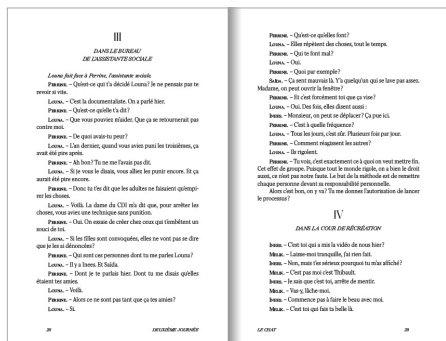 III
DANS LE BUREAU
DE L'ASSISTANTE SOCIALE
Louna fait face à Perrine, l'assistante sociale.
PERRINE. – Qu'est-ce qui t'a décidé Louna? Je ne pensais pas te
revoir si vite.
LOUNA. – C'est la documentaliste. On a parlé hier.
PERRINE. – Qu'est-ce qu'elle t'a dit?
LOUNA. – Que vous pouviez m'aider. Que ça se retournerait pas
contre moi.
PERRINE. – De quoi avais-tu peur?
LOUNA. – L'an dernier, quand vous aviez puni les troisièmes, ça
avait été pire après.
PERRINE. – Ah bon? Tu ne me l'avais pas dit.
LOUNA. – Si je vous le disais, vous alliez les punir encore. Et ça
aurait été pire encore.
PERRINE. – Donc tu t'es dit que les adultes ne faisaient qu'empi-
rer les choses.
LOUNA. – Voilà. La dame du CDI m'a dit que, pour arrêter les
choses, vous aviez une technique sans punition.
PERRINE. – Oui. On essaie de créer chez ceux qui t'embêtent un
souci de toi.
LOUNA. – Si les filles sont convoquées, elles ne vont pas se dire
que je les ai dénoncées?
PERRINE. – Qui sont ces personnes dont tu me parles Louna?
LOUNA. – Il y a Inees. Et Saïda.
PERRINE. – Dont je te parlais hier. Dont tu me disais qu'elles
étaient tes amies.
LOUNA. – Voilà.
PERRINE. – Alors ce ne sont pas tant que ça tes amies?
LOUNA. – Si.
28
DEUXIÈME JOURNÉE
PERRINE. – Qu'est-ce qu'elles font?
LOUNA. – Elles répètent des choses, tout le temps.
PERRINE. – Qui te font mal?
LOUNA. – Oui.
PERRINE. – Quoi par exemple?
SAÏDA. – Ça sent mauvais là. Y'a quelqu'un qui se lave pas assez.
Madame, on peut ouvrir la fenêtre?
PERRINE. – Et c'est forcément toi que ça vise?
LOUNA. – Oui. Des fois, elles disent aussi :
INEES. – Monsieur, on peut se déplacer? Ça pue ici.
PERRINE. – C'est à quelle fréquence?
LOUNA. – Tous les jours, c'est sûr. Plusieurs fois par jour.
PERRINE. – Comment réagissent les autres?
LOUNA. – Ils rigolent.
PERRINE. – Tu vois, c'est exactement ce à quoi on veut mettre fin.
Cet effet de groupe. Puisque tout le monde rigole, on a bien le droit
aussi, ce n'est pas notre faute. Le but de la méthode est de remettre
chaque personne devant sa responsabilité personnelle.
Alors c'est bon, on y va? Tu me donnes l'autorisation de lancer
le processus?
IV
DANS LA COUR DE RÉCRÉATION
INEES. – C'est toi qui a mis la vidéo de nous hier?
MELIK. – Laisse-moi tranquille, j'ai rien fait.
INEES. – Non, mais t'es sérieux pourquoi tu m'as affiché?
MELIK. – C'est pas moi c'est Thibault.
INEES. – Je sais que c'est toi, arrête de mentir.
MELIK. – Vas-y, lâche-moi.
INEES. – Commence pas à faire le beau avec moi.
MELIK. – C'est toi qui fais ta belle là.
LE CHAT
29